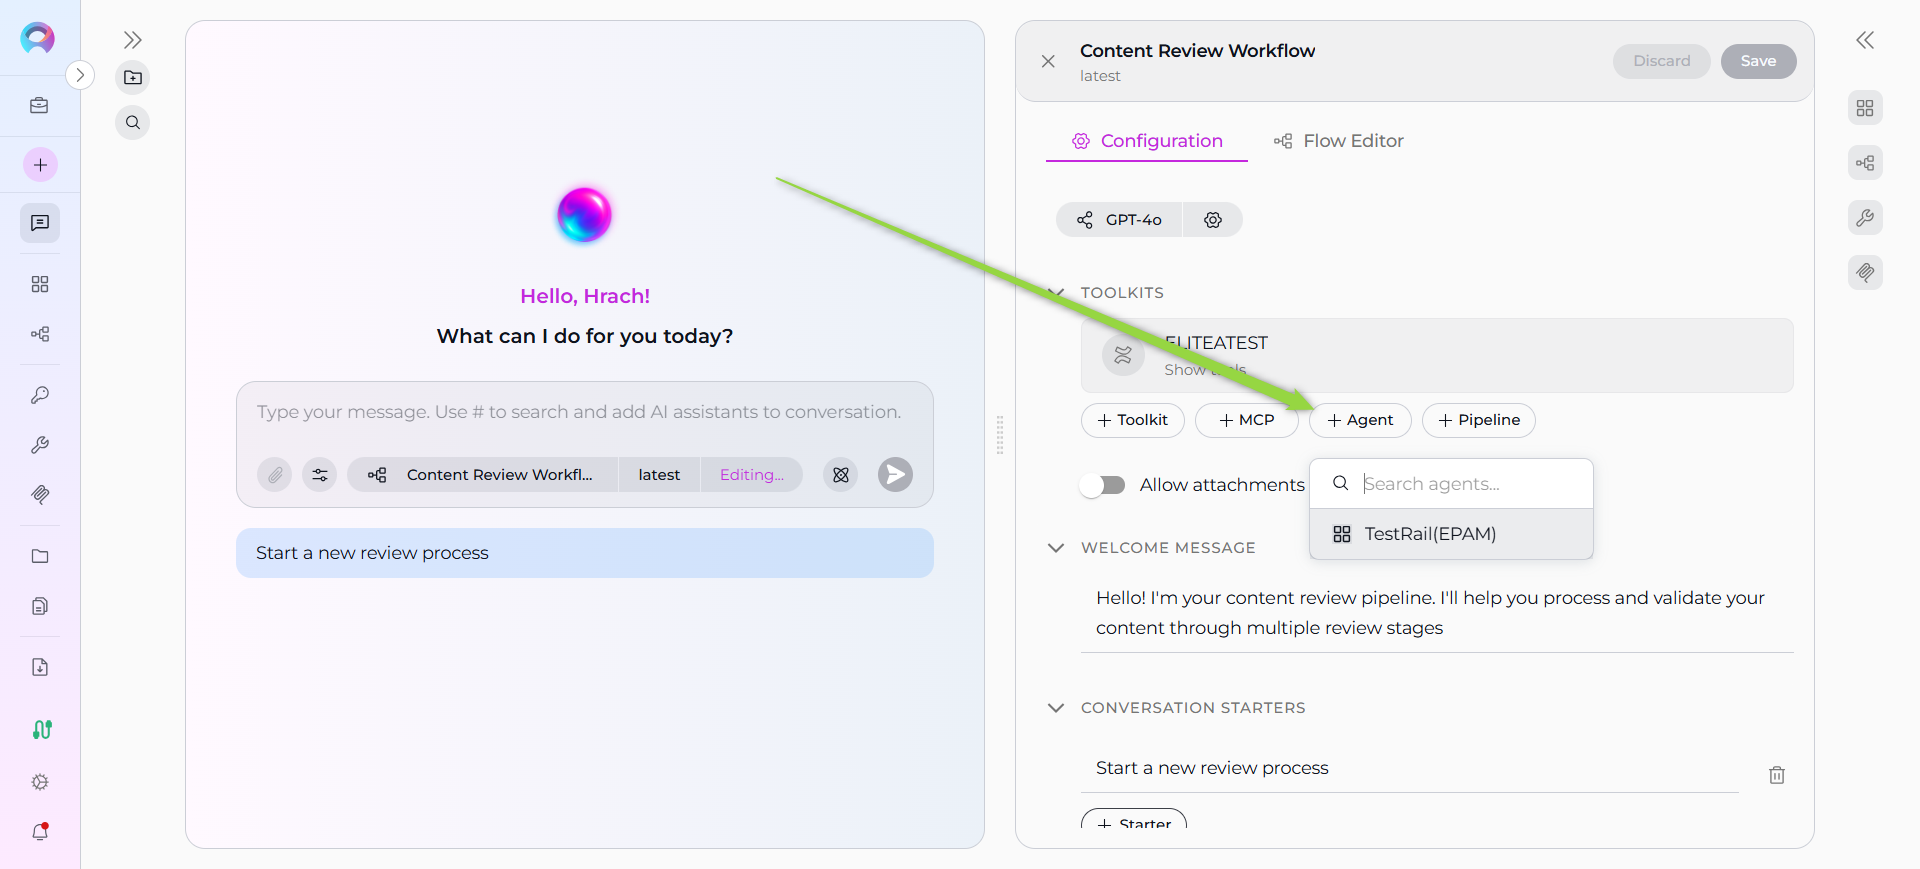 Hello, Hrach!
What can I do for you today?
Type your message. Use # to search and add AI assistants to conversation.
Content Review Workfl...
latest
Editing...
Start a new review process
Content Review Workflow
latest
Discard
Save
Configuration
Flow Editor
GPT-4o
TOOLKITS
ELITEATEST
Show tools
Toolkit
MCP
Agent
Pipeline
Allow attachments
Search agents...
TestRail(EPAM)
WELCOME MESSAGE
Hello! I'm your content review pipeline. I'll help you process and validate your
content through multiple review stages
CONVERSATION STARTERS
Start a new review process
Starter